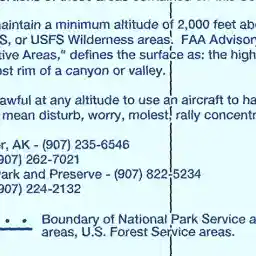 maintain a minimum altitude of 2,000 feet abo
S, or USFS Wilderness areas. FAA Advisory
tive Areas," defines the surface as: the high
st rim of a canyon or valley.
awful at any altitude to use an aircraft to ha
mean disturb, worry, molest, rally concentr
r, AK - (907) 235-6546
907) 262-7021
Park and Preserve - (907) 822-5234
907) 224-2132
Boundary of National Park Service a
areas, U.S. Forest Service areas.